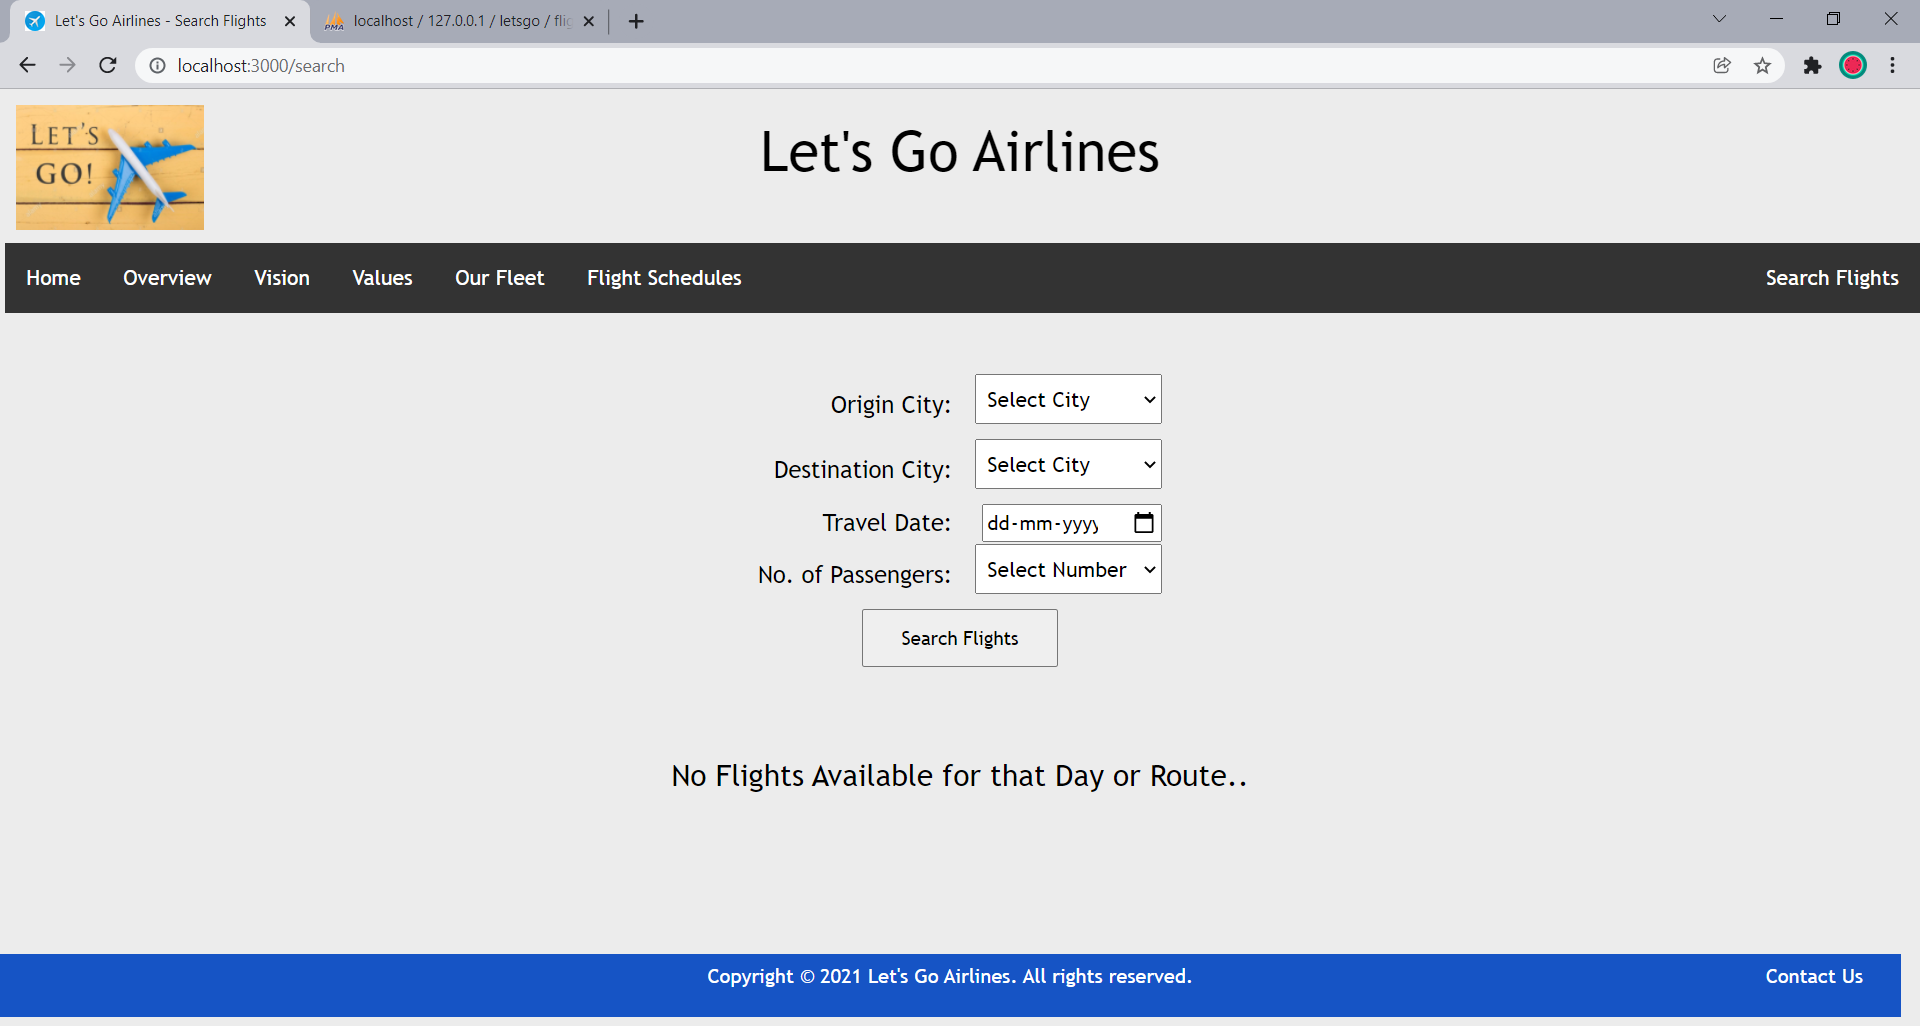 Let's Go Airlines - Search Flights
localhost / 127.0.0.1 / letsgo / flig
localhost:3000/search
LET'S
GO!
Let's Go Airlines
Home Overview Vision Values Our Fleet Flight Schedules Search Flights
Origin City: Select City
Destination City: Select City
Travel Date: dd-mm-yyyy
No. of Passengers: Select Number
Search Flights
No Flights Available for that Day or Route..
Copyright © 2021 Let's Go Airlines. All rights reserved. Contact Us